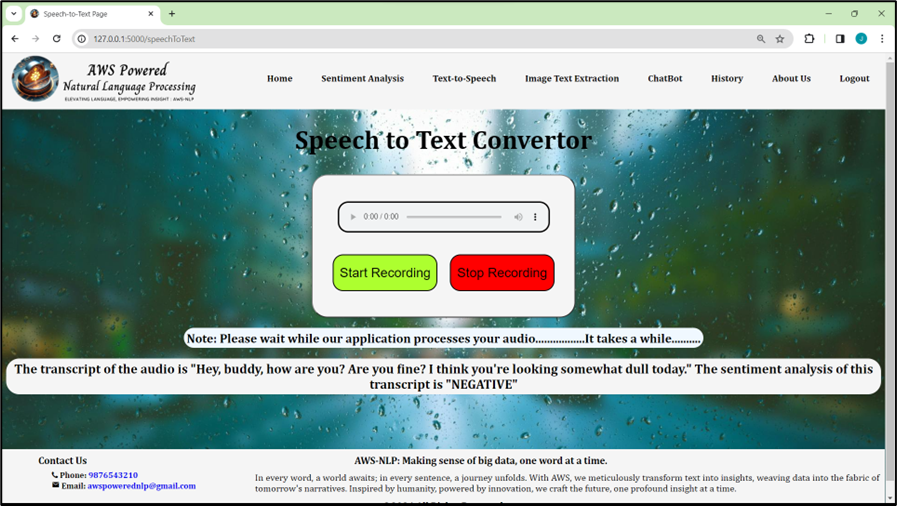 Speech-to-Text Page
127.0.0.1:5000/speechToText
J
AWS Powered
Natural Language Processing
ELEVATING LANGUAGE, EMPOWERING INSIGHT : AWS-NLP
Home Sentiment Analysis Text-to-Speech Image Text Extraction ChatBot History About Us Logout
Speech to Text Convertor
0:00 / 0:00
Start Recording Stop Recording
Note: Please wait while our application processes your audio.................It takes a while..........
The transcript of the audio is "Hey, buddy, how are you? Are you fine? I think you're looking somewhat dull today." The sentiment analysis of this
transcript is "NEGATIVE"
Contact Us
Phone: 9876543210
Email: awspowerednlp@gmail.com
AWS-NLP: Making sense of big data, one word at a time.
In every word, a world awaits; in every sentence, a journey unfolds. With AWS, we meticulously transform text into insights, weaving data into the fabric of
tomorrow's narratives. Inspired by humanity, powered by innovation, we craft the future, one profound insight at a time.